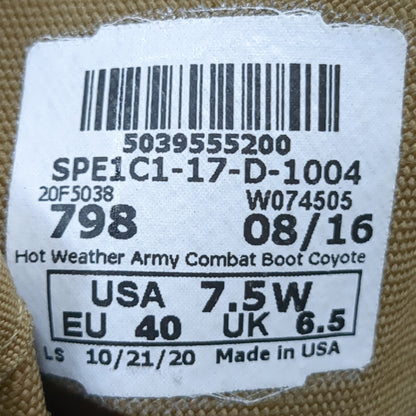 5039555200
SPE1C1-17-D-1004
20F5038 W074505
798 08/16
Hot Weather Army Combat Boot Coyote
USA 7.5W
EU 40 UK 6.5
LS 10/21/20 Made in USA